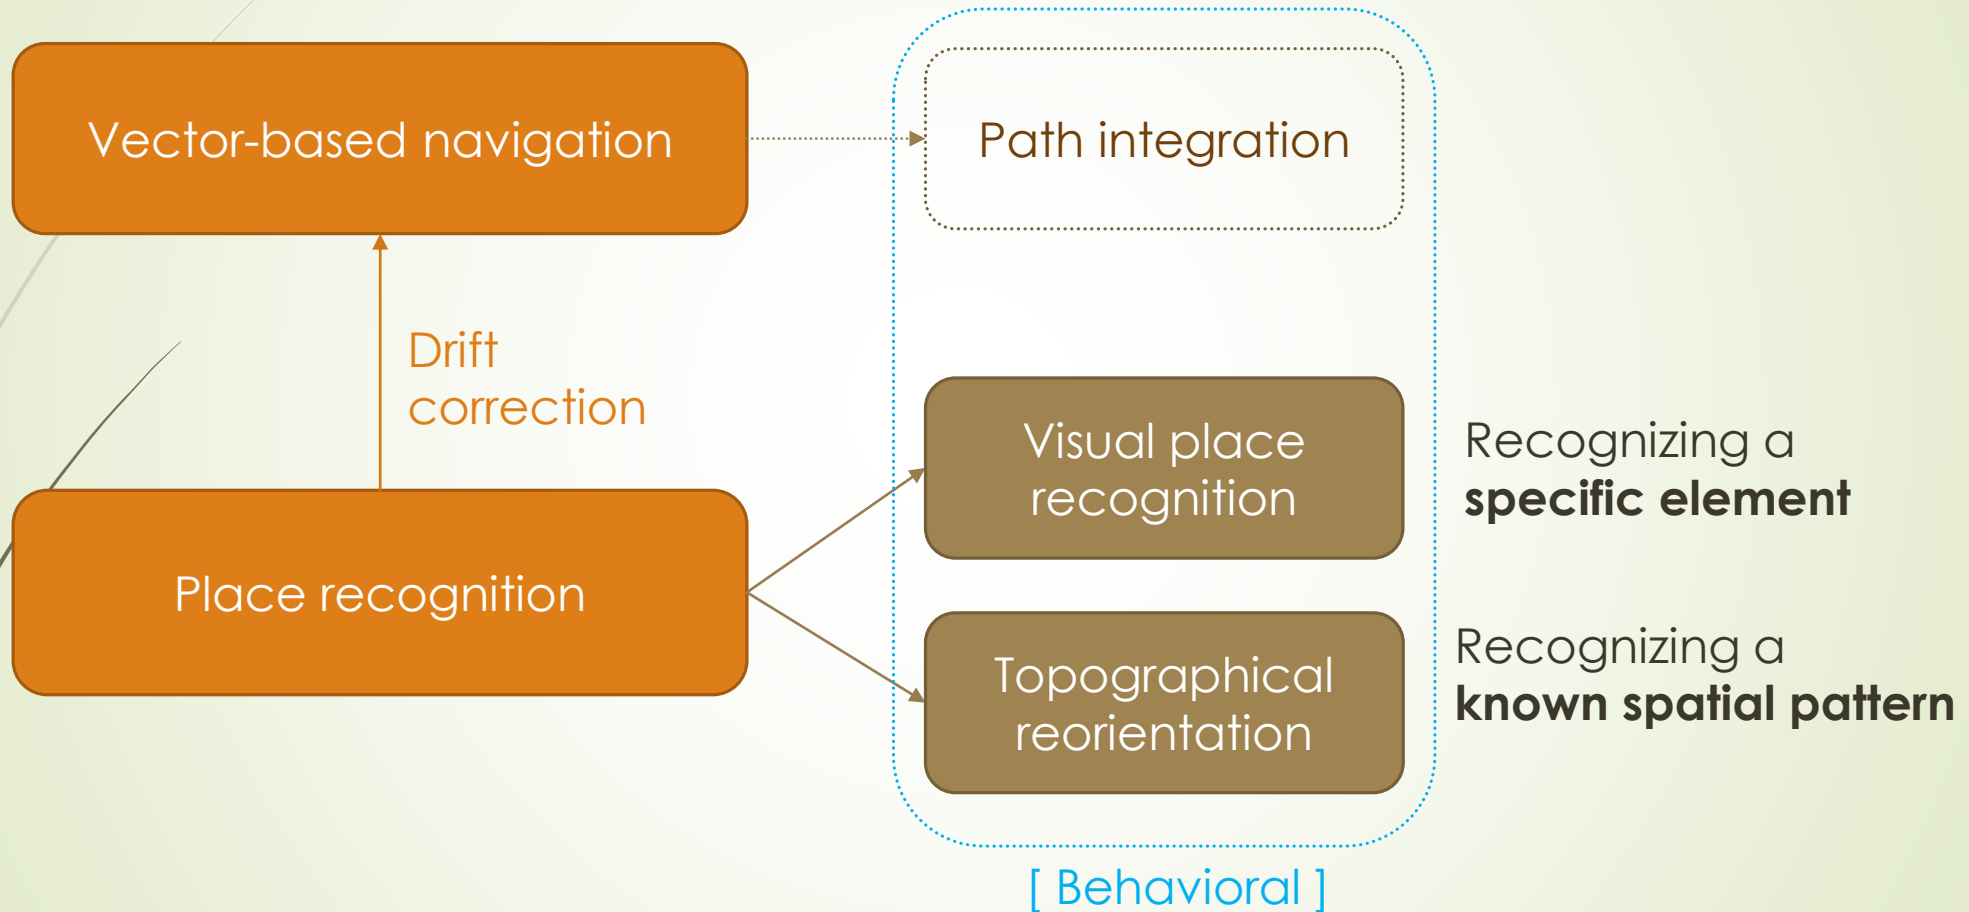 Vector-based navigation
Path integration
Drift
correction
Visual place
recognition
Recognizing a
specific element
Place recognition
Topographical
reorientation
Recognizing a
known spatial pattern
[ Behavioral ]